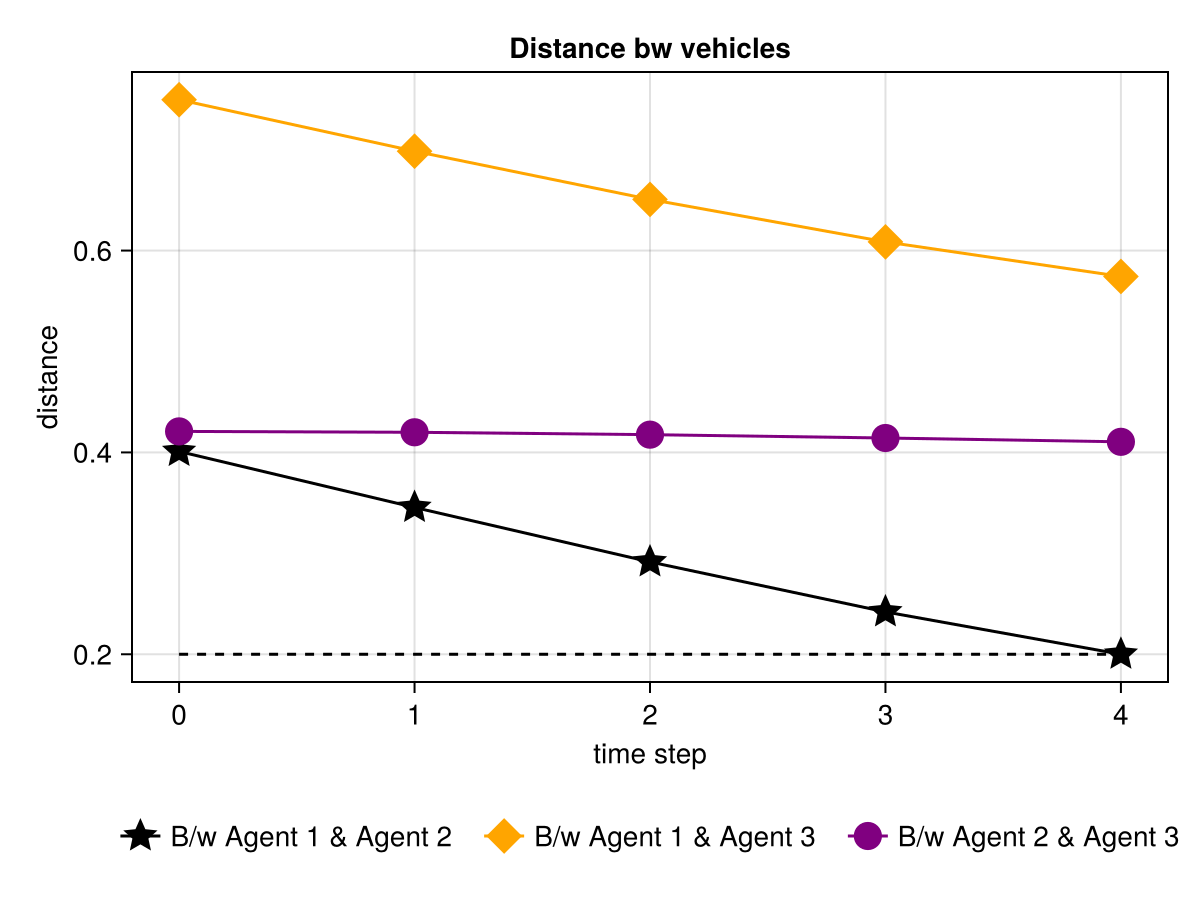 Distance bw vehicles
distance
0.6
0.4
0.2
0 1 2 3 4
time step
B/w Agent 1 & Agent 2 B/w Agent 1 & Agent 3 B/w Agent 2 & Agent 3